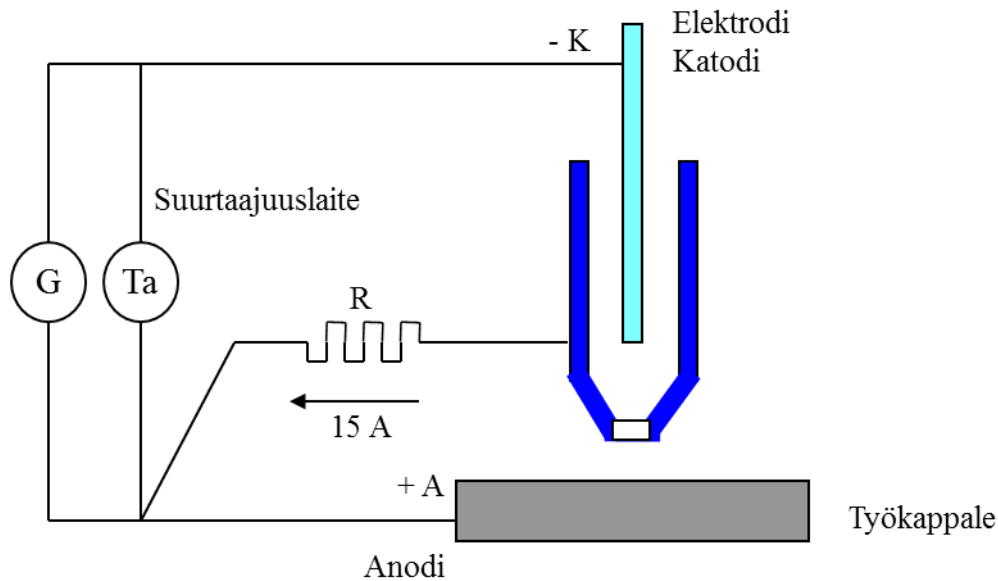 Elektrodi
- K
Katodi
Suurtaajuuslaite
G
Ta
R
15 A
+ A
Työkappale
Anodi